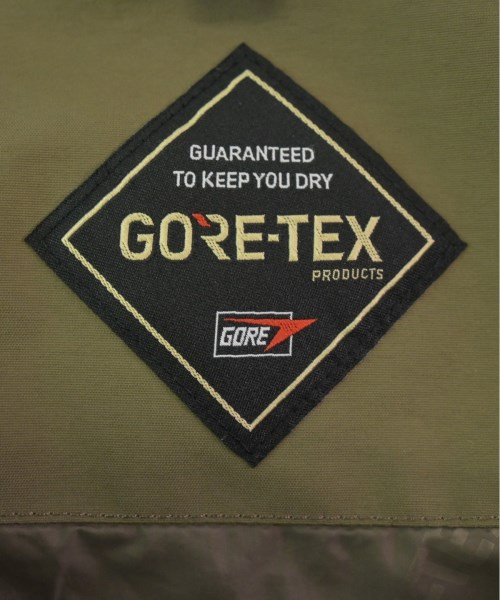 GUARANTEED
TO KEEP YOU DRY
GORE-TEX
PRODUCTS
GORE